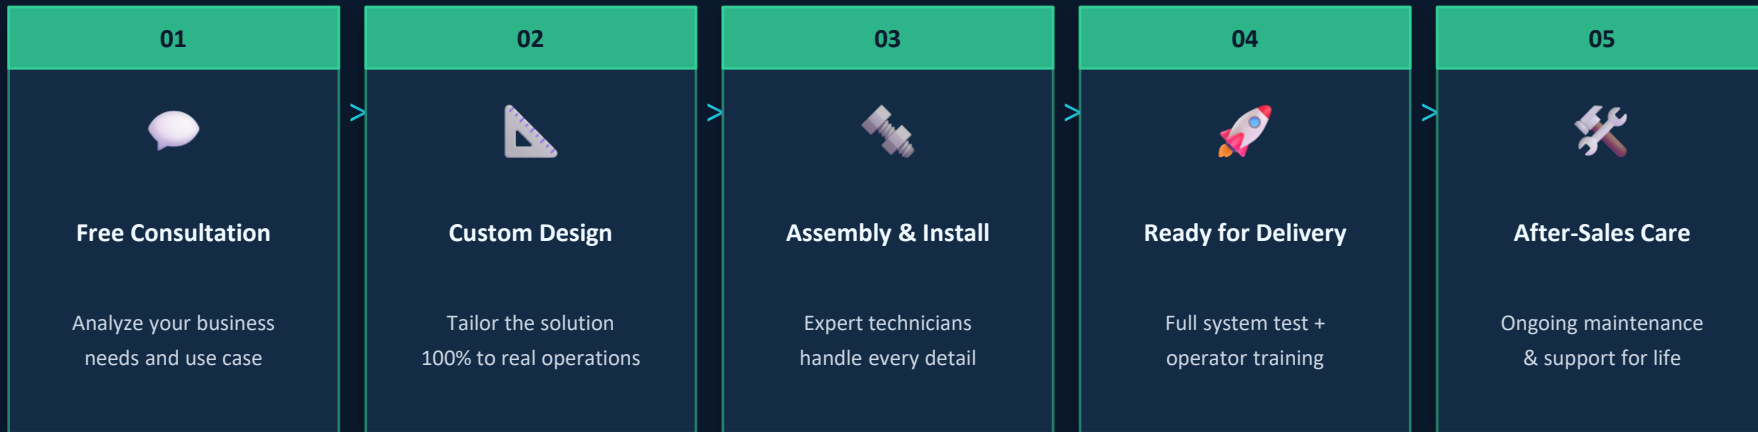 01
Free Consultation
Analyze your business
needs and use case
>
02
Custom Design
Tailor the solution
100% to real operations
>
03
Assembly & Install
Expert technicians
handle every detail
>
04
Ready for Delivery
Full system test +
operator training
>
05
After-Sales Care
Ongoing maintenance
& support for life